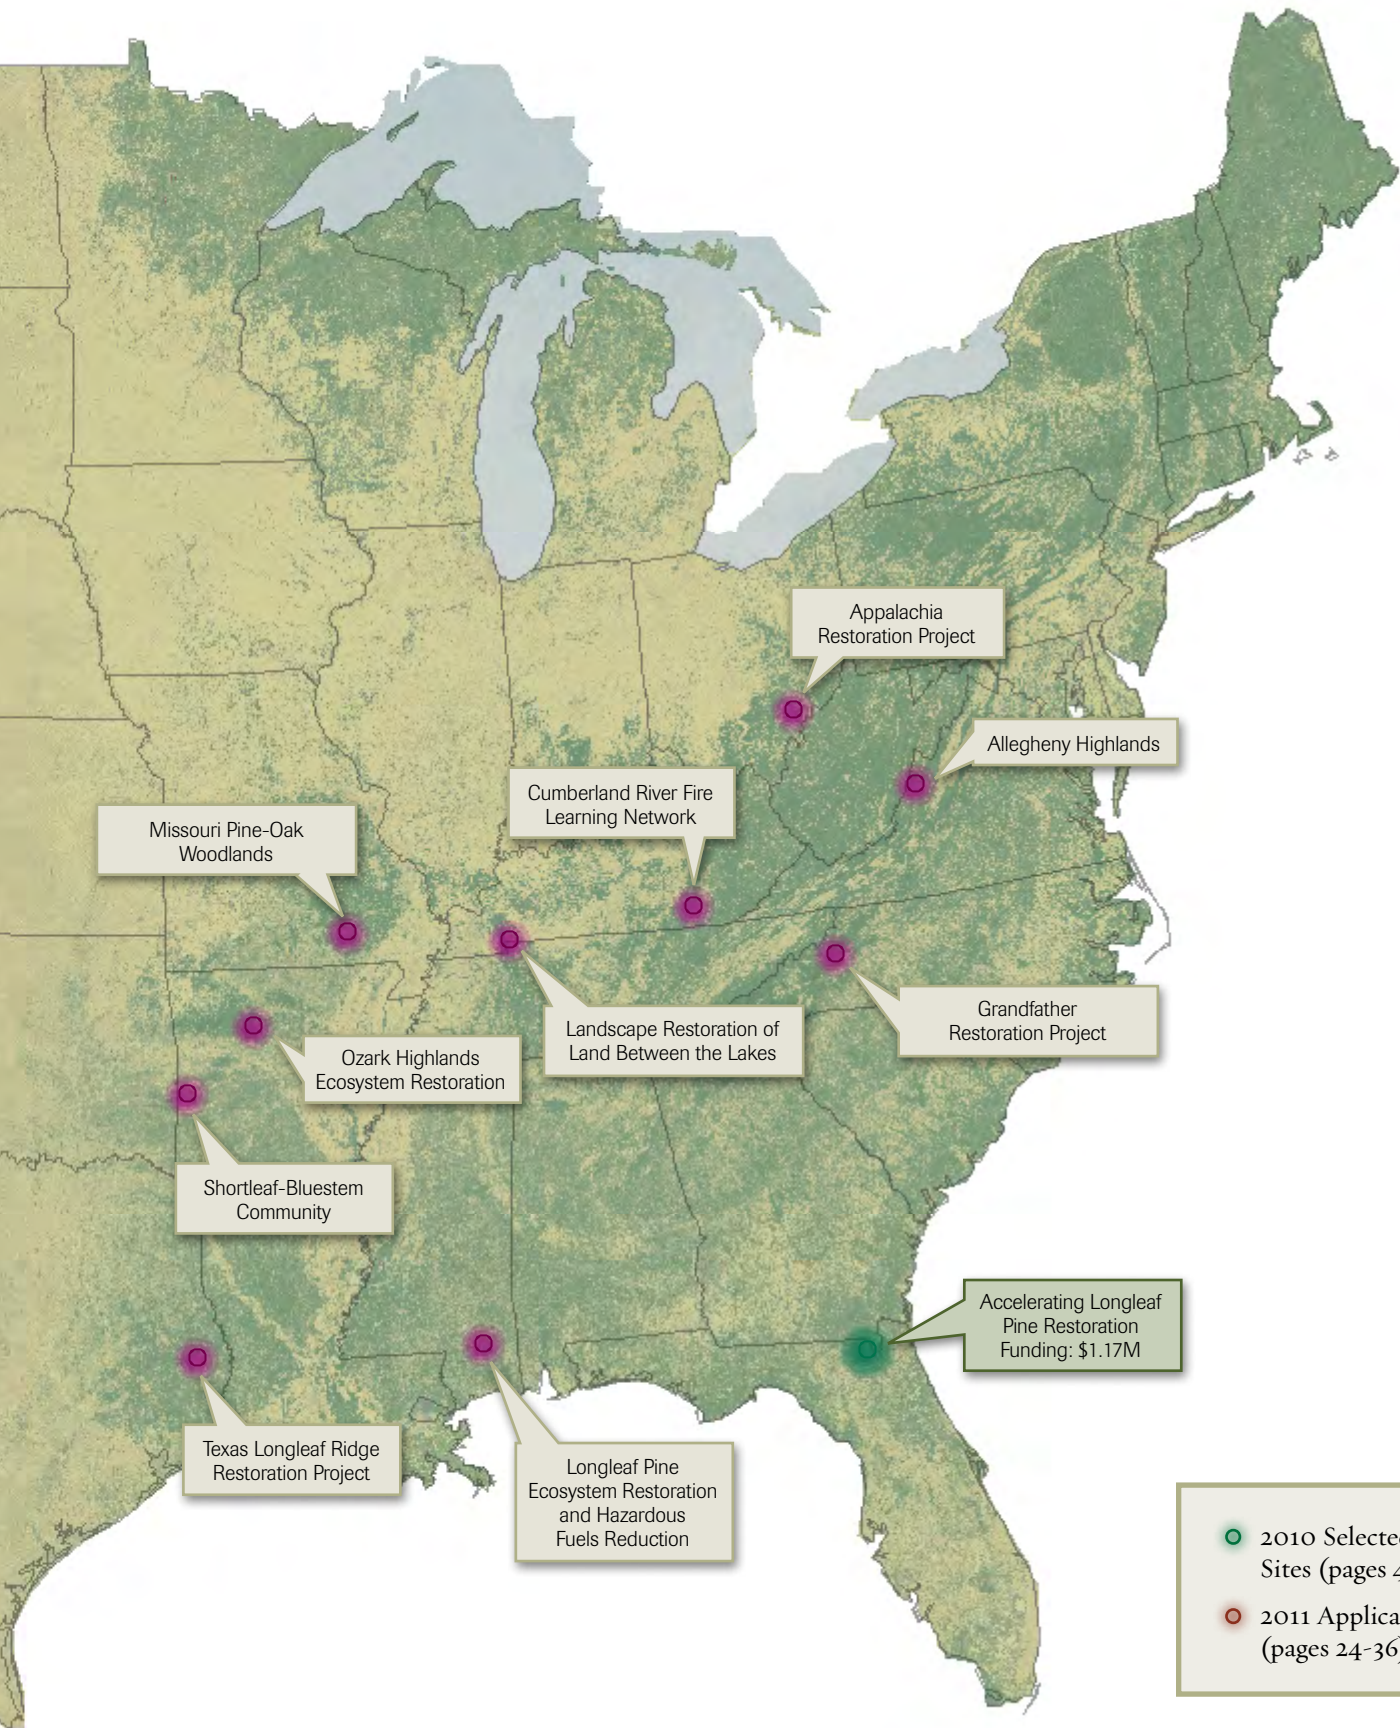 Appalachia
Restoration Project
Allegheny Highlands
Cumberland River Fire
Learning Network
Missouri Pine-Oak
Woodlands
Grandfather
Restoration Project
Landscape Restoration of
Land Between the Lakes
Ozark Highlands
Ecosystem Restoration
Shortleaf-Bluestem
Community
Accelerating Longleaf
Pine Restoration
Funding: $1.17M
Texas Longleaf Ridge
Restoration Project
Longleaf Pine
Ecosystem Restoration
and Hazardous
Fuels Reduction
2010 Selecte
Sites (pages 4
2011 Applica
(pages 24-36